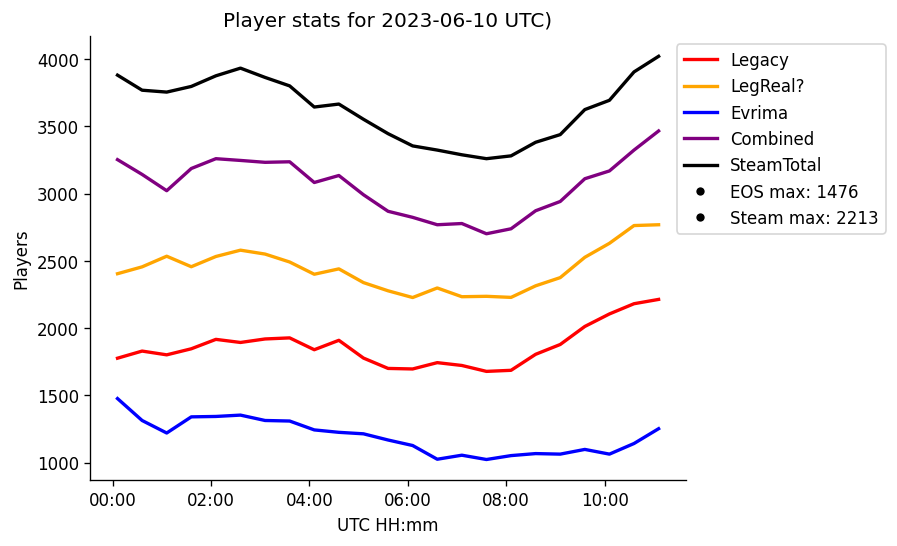 Player stats for 2023-06-10 UTC)
4000
3500
3000
2500
2000
1500
1000
Players
00:00 02:00 04:00 06:00 08:00 10:00
UTC HH:mm
Legacy
LegReal?
Evrima
Combined
SteamTotal
EOS max: 1476
Steam max: 2213